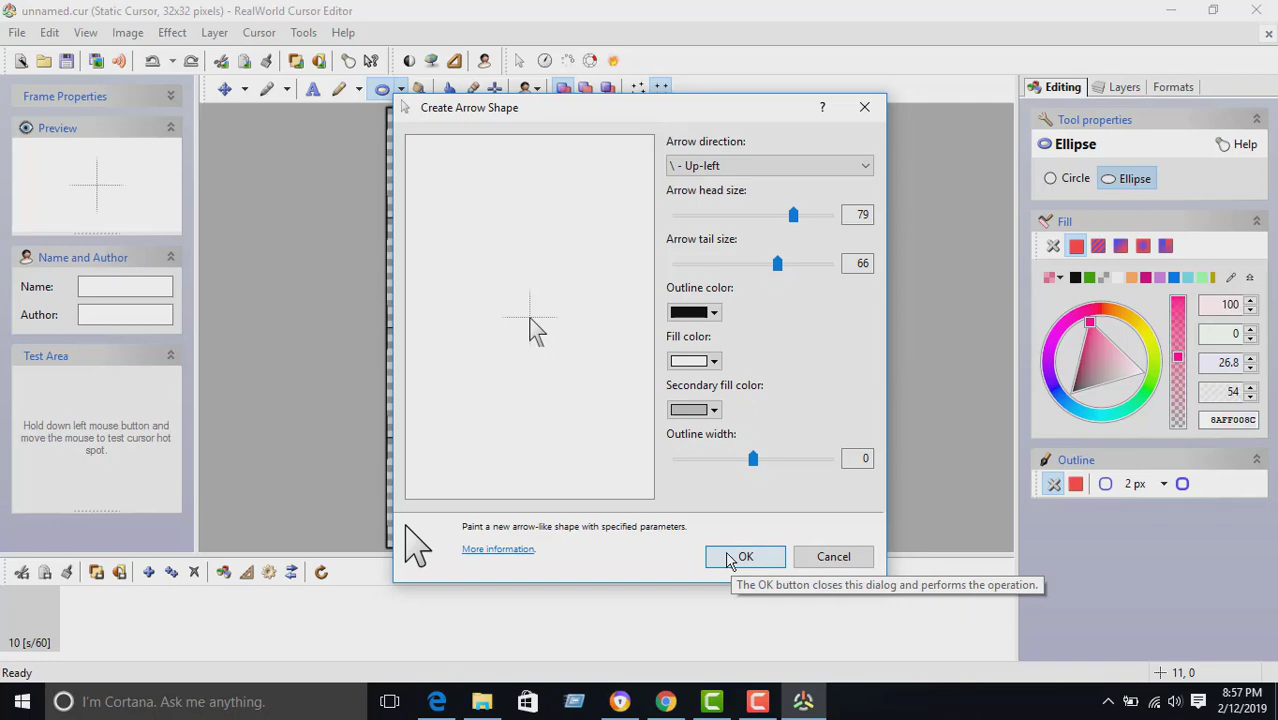 unnamed.cur (Static Cursor, 32x32 pixels) - RealWorld Cursor Editor
File Edit View Image Effect Layer Cursor Tools Help
Frame Properties
Preview
Name and Author
Name:
Author:
Test Area
Hold down left mouse button and
move the mouse to test cursor hot
spot.
Create Arrow Shape ?
Arrow direction:
\ - Up-left
Arrow head size:
79
Arrow tail size:
66
Outline color:
Fill color:
Secondary fill color:
Outline width:
0
Paint a new arrow-like shape with specified parameters.
More information.
OK Cancel
The OK button closes this dialog and performs the operation.
Editing Layers Formats
Tool properties
Ellipse Help
Circle Ellipse
Fill
100
0
26.8
54
8AFF008C
Outline
2 px
10 [s/60]
Ready 11, 0
I'm Cortana. Ask me anything.
8:57 PM
2/12/2019